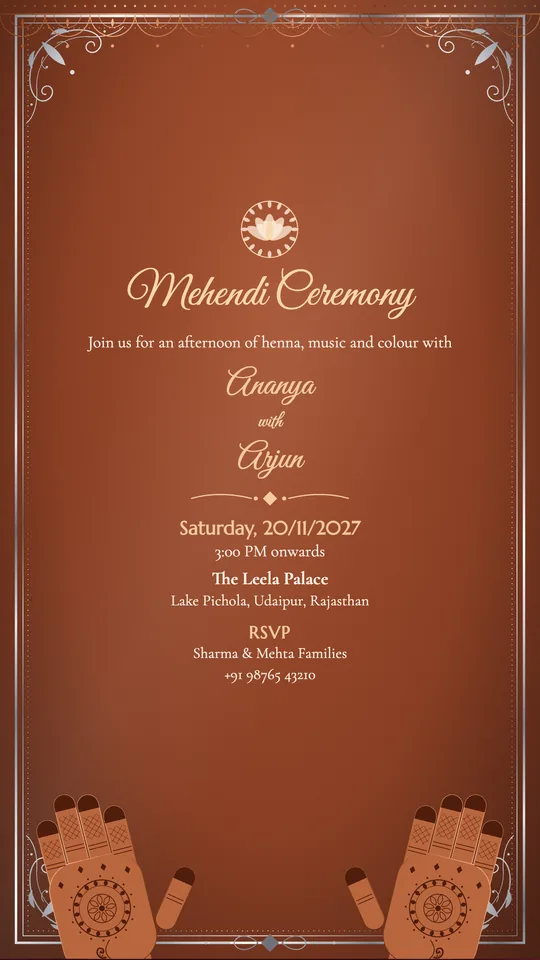 Mehendi Ceremony
Join us for an afternoon of henna, music and colour with
Ananya
with
Arjun
Saturday, 20/11/2027
3:00 PM onwards
The Leela Palace
Lake Pichola, Udaipur, Rajasthan
RSVP
Sharma & Mehta Families
+91 98765 43210